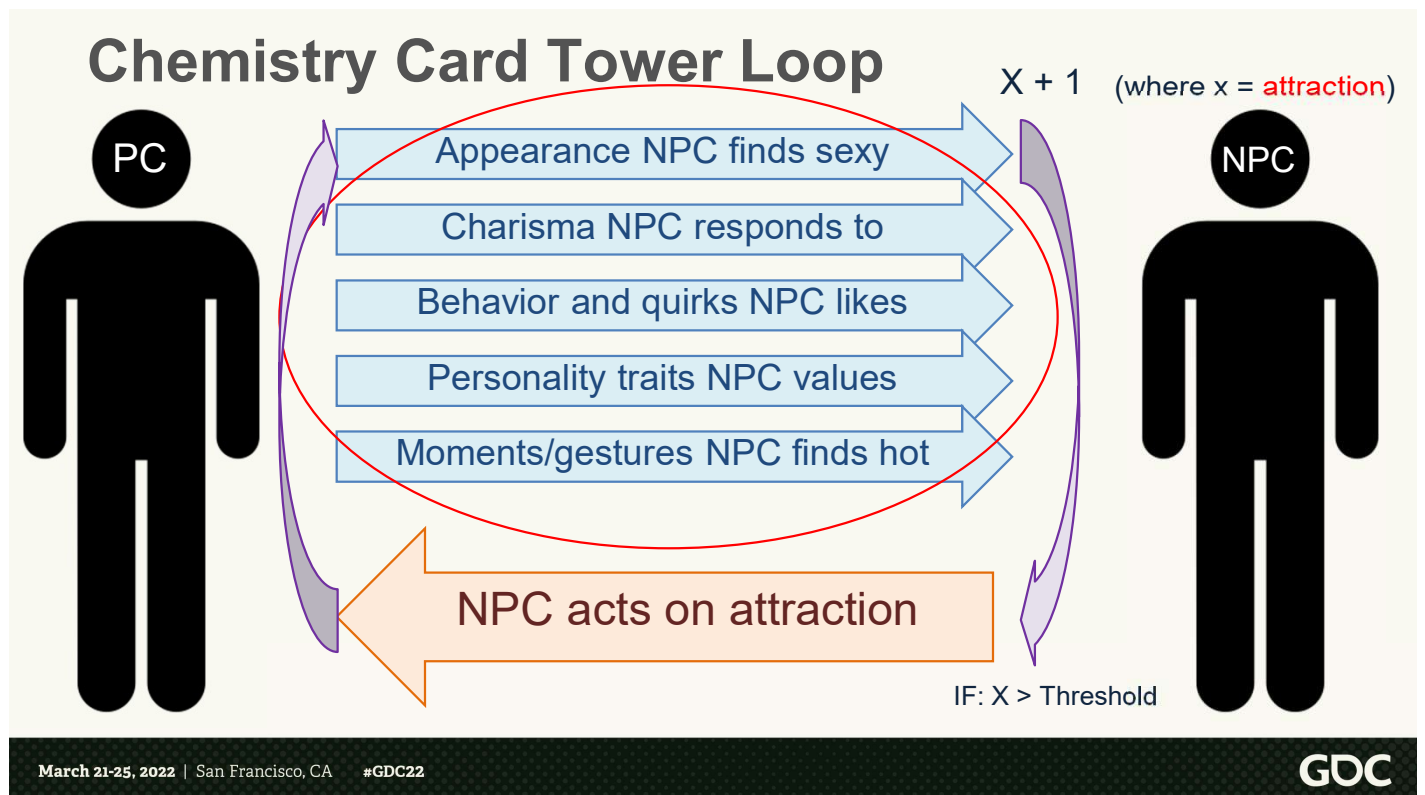 Chemistry Card Tower Loop
X + 1 (where x = attraction)
PC
NPC
Appearance NPC finds sexy
Charisma NPC responds to
Behavior and quirks NPC likes
Personality traits NPC values
Moments/gestures NPC finds hot
NPC acts on attraction
IF: X > Threshold
March 21-25, 2022 | San Francisco, CA #GDC22
GDC